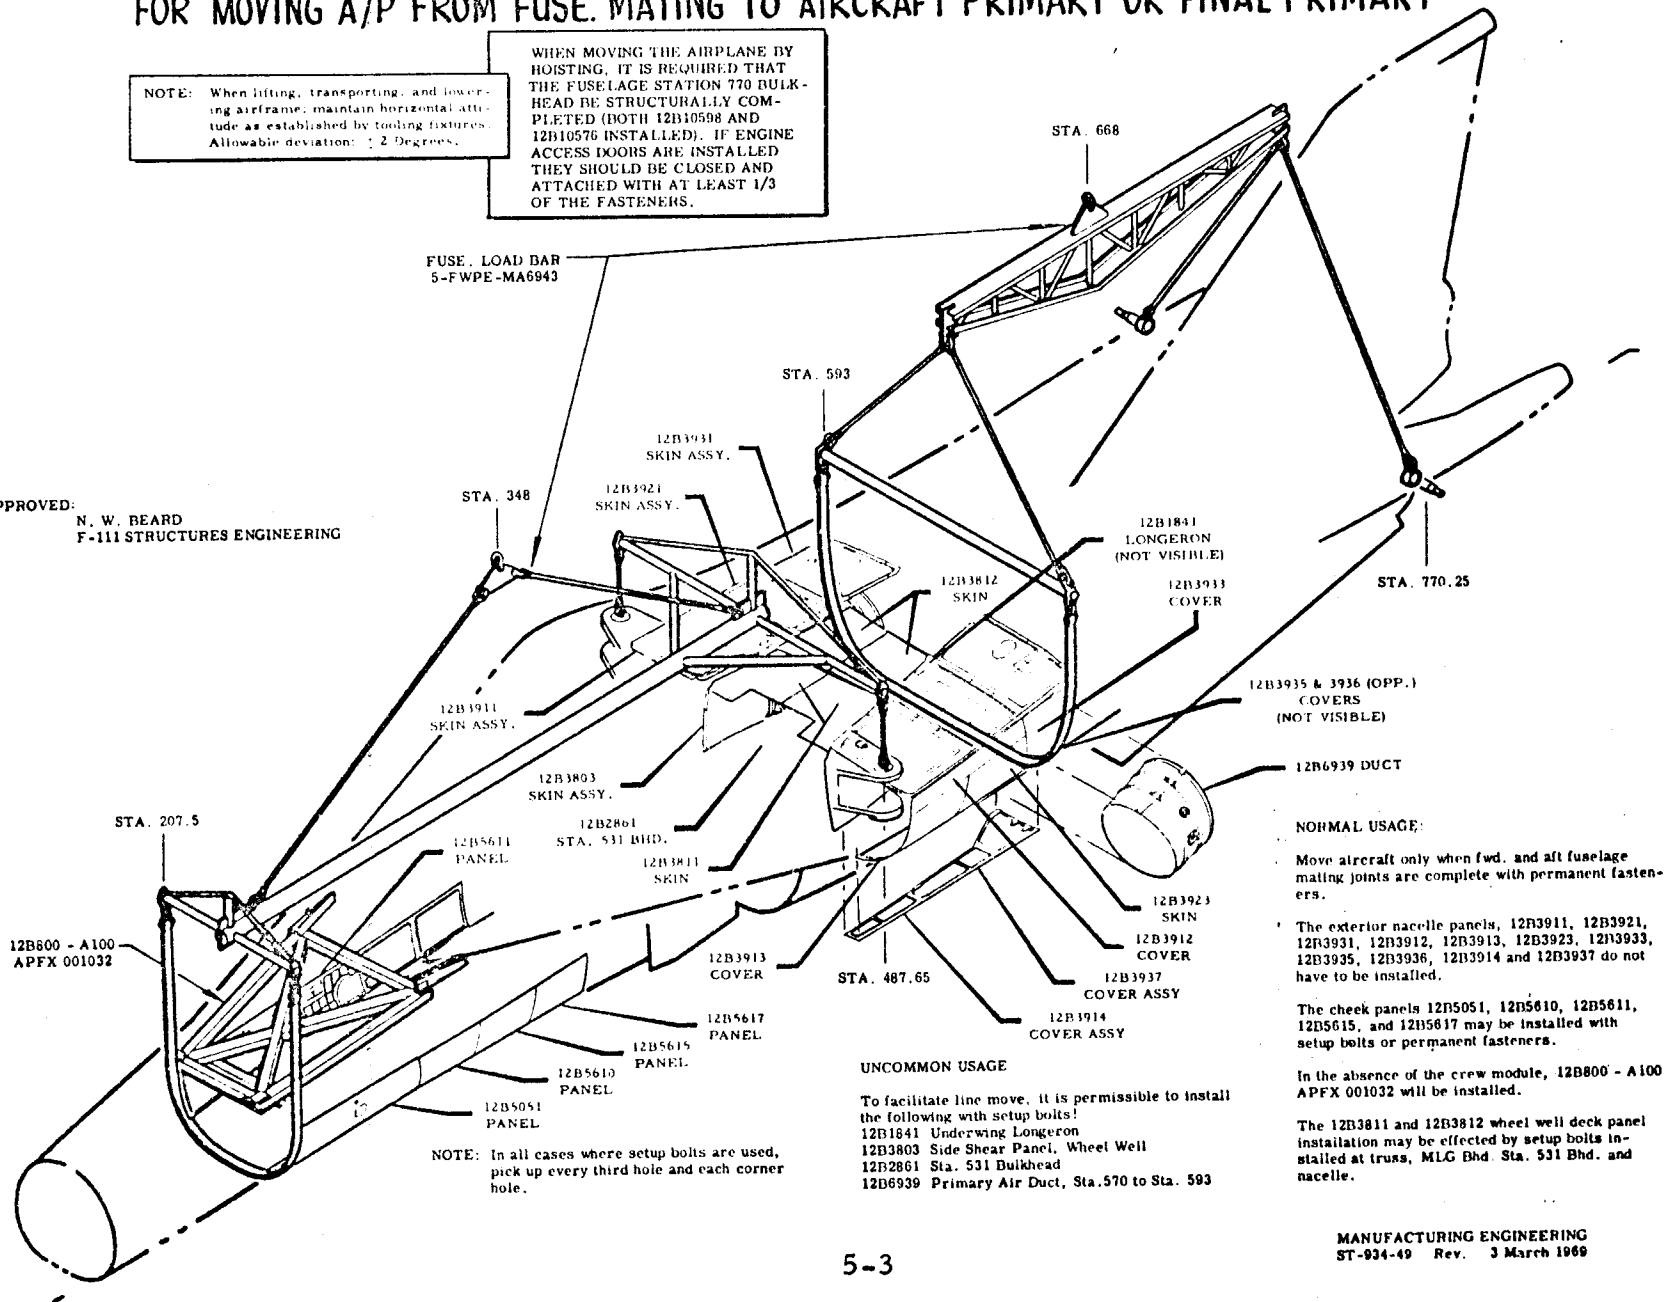 FOR MOVING A/P FROM FUSE. MATING TO AIRCRAFT PRIMARY OR FINAL PRIMARY
NOTE: When lifting, transporting, and lower-
ing airframe; maintain horizontal atti-
tude as established by tooling fixtures.
Allowable deviation: ± 2 Degrees.
WHEN MOVING THE AIRPLANE BY
HOISTING, IT IS REQUIRED THAT
THE FUSELAGE STATION 770 BULK-
HEAD BE STRUCTURALLY COM-
PLETED (BOTH 12B10598 AND
12B10576 INSTALLED). IF ENGINE
ACCESS DOORS ARE INSTALLED
THEY SHOULD BE CLOSED AND
ATTACHED WITH AT LEAST 1/3
OF THE FASTENERS.
STA. 668
FUSE. LOAD BAR
5-FWPE-MA6943
STA. 593
12B3931
SKIN ASSY.
12B3921
SKIN ASSY.
STA. 348
PPROVED:
N. W. BEARD
F-111 STRUCTURES ENGINEERING
12B1841
LONGERON
(NOT VISIBLE)
12B3812
SKIN
12B3933
COVER
STA. 770.25
12B3935 & 3936 (OPP.)
COVERS
(NOT VISIBLE)
12B3911
SKIN ASSY.
12B6939 DUCT
12B3803
SKIN ASSY.
STA. 207.5
12B2861
STA. 531 BHD.
12B5611
PANEL
12B3811
SKIN
12B800 - A100
APFX 001032
12B3923
SKIN
12B3912
COVER
12B3913
COVER
STA. 487.65
12B3937
COVER ASSY
12B3914
COVER ASSY
12B5617
PANEL
12B5615
PANEL
12B5610
PANEL
12B5051
PANEL
NOTE: In all cases where setup bolts are used,
pick up every third hole and each corner
hole.
UNCOMMON USAGE
To facilitate line move, it is permissible to install
the following with setup bolts!
12B1841 Underwing Longeron
12B3803 Side Shear Panel, Wheel Well
12B2861 Sta. 531 Bulkhead
12B6939 Primary Air Duct, Sta.570 to Sta. 593
NORMAL USAGE:
Move aircraft only when fwd. and aft fuselage
mating joints are complete with permanent fasten-
ers.
The exterior nacelle panels, 12B3911, 12B3921,
12B3931, 12B3912, 12B3913, 12B3923, 12B3933,
12B3935, 12B3936, 12B3914 and 12B3937 do not
have to be installed.
The cheek panels 12B5051, 12B5610, 12B5611,
12B5615, and 12B5617 may be installed with
setup bolts or permanent fasteners.
In the absence of the crew module, 12B800 - A100
APFX 001032 will be installed.
The 12B3811 and 12B3812 wheel well deck panel
installation may be effected by setup bolts in-
stalled at truss, MLG Bhd. Sta. 531 Bhd. and
nacelle.
MANUFACTURING ENGINEERING
ST-934-49 Rev. 3 March 1969
5-3